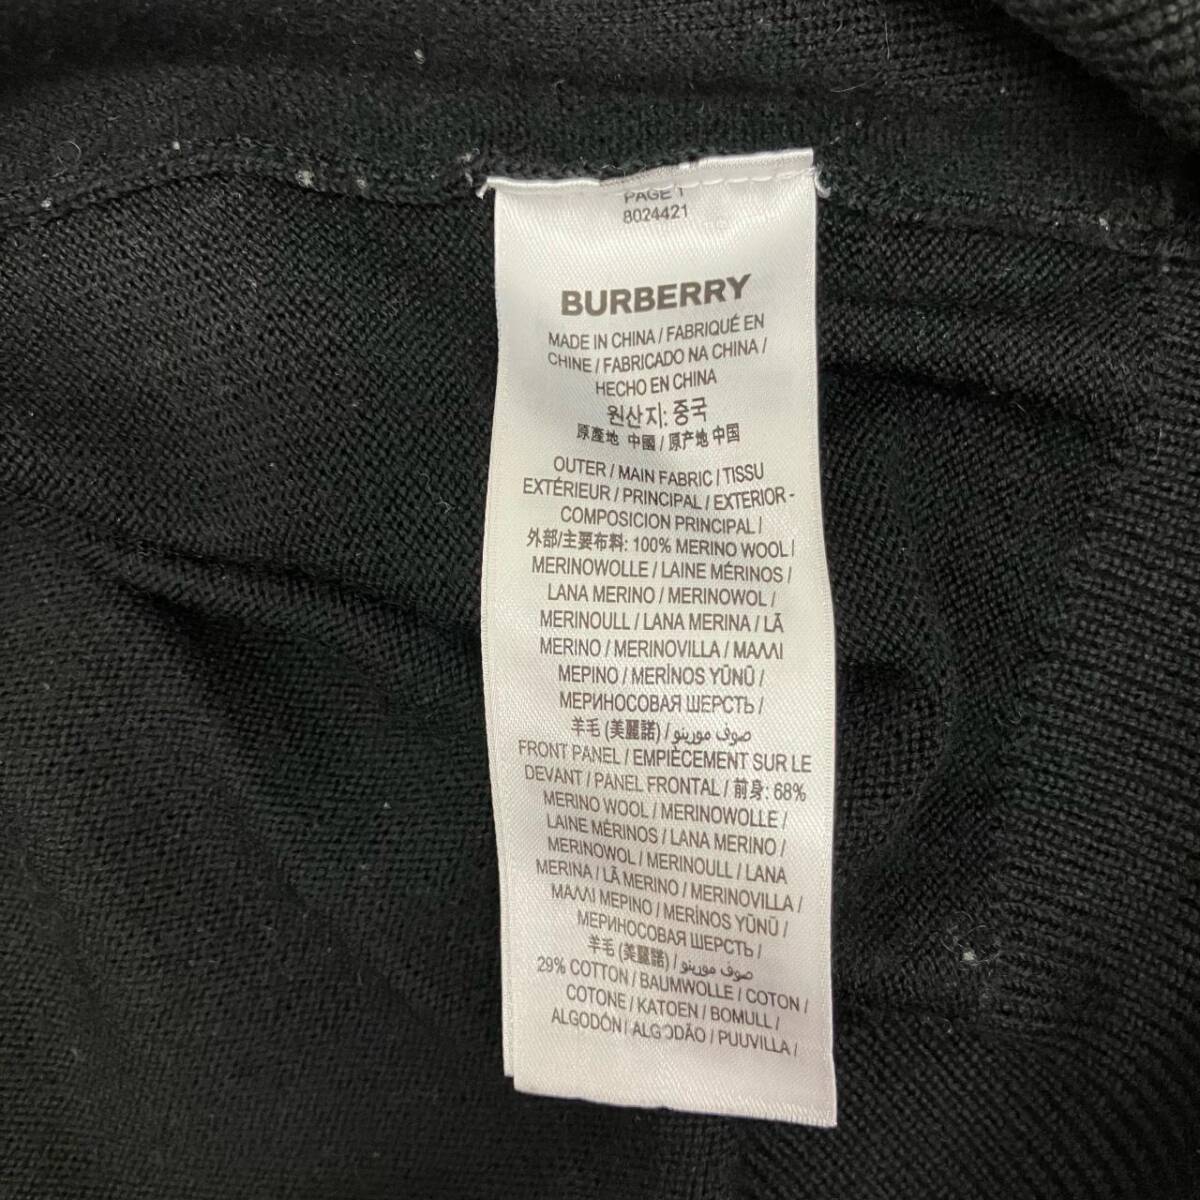 PAGE 1
8024421
BURBERRY
MADE IN CHINA / FABRIQUÉ EN
CHINE / FABRICADO NA CHINA /
HECHO EN CHINA
원산지: 중국
原產地 中國 / 原产地 中国
OUTER / MAIN FABRIC / TISSU
EXTÉRIEUR / PRINCIPAL / EXTERIOR -
COMPOSICION PRINCIPAL /
外部/主要布料: 100% MERINO WOOL /
MERINOWOLLE / LAINE MÉRINOS /
LANA MERINO / MERINOWOL /
MERINOULL / LANA MERINA / LÃ
MERINO / MERINOVILLA / ΜΑΛΛΙ
ΜΕΡΙΝΟ / MERİNOS YÜNÜ /
МЕРИНОСОВАЯ ШЕРСТЬ /
羊毛 (美麗諾) / صوف مورينو
FRONT PANEL / EMPIÈCEMENT SUR LE
DEVANT / PANEL FRONTAL / 前身: 68%
MERINO WOOL / MERINOWOLLE /
LAINE MÉRINOS / LANA MERINO /
MERINOWOL / MERINOULL / LANA
MERINA / LÃ MERINO / MERINOVILLA /
ΜΑΛΛΙ ΜΕΡΙΝΟ / MERİNOS YÜNÜ /
МЕРИНОСОВАЯ ШЕРСТЬ /
羊毛 (美麗諾) / صوف مورينو
29% COTTON / BAUMWOLLE / COTON /
COTONE / KATOEN / BOMULL /
ALGODÓN / ALGODÃO / PUUVILLA /